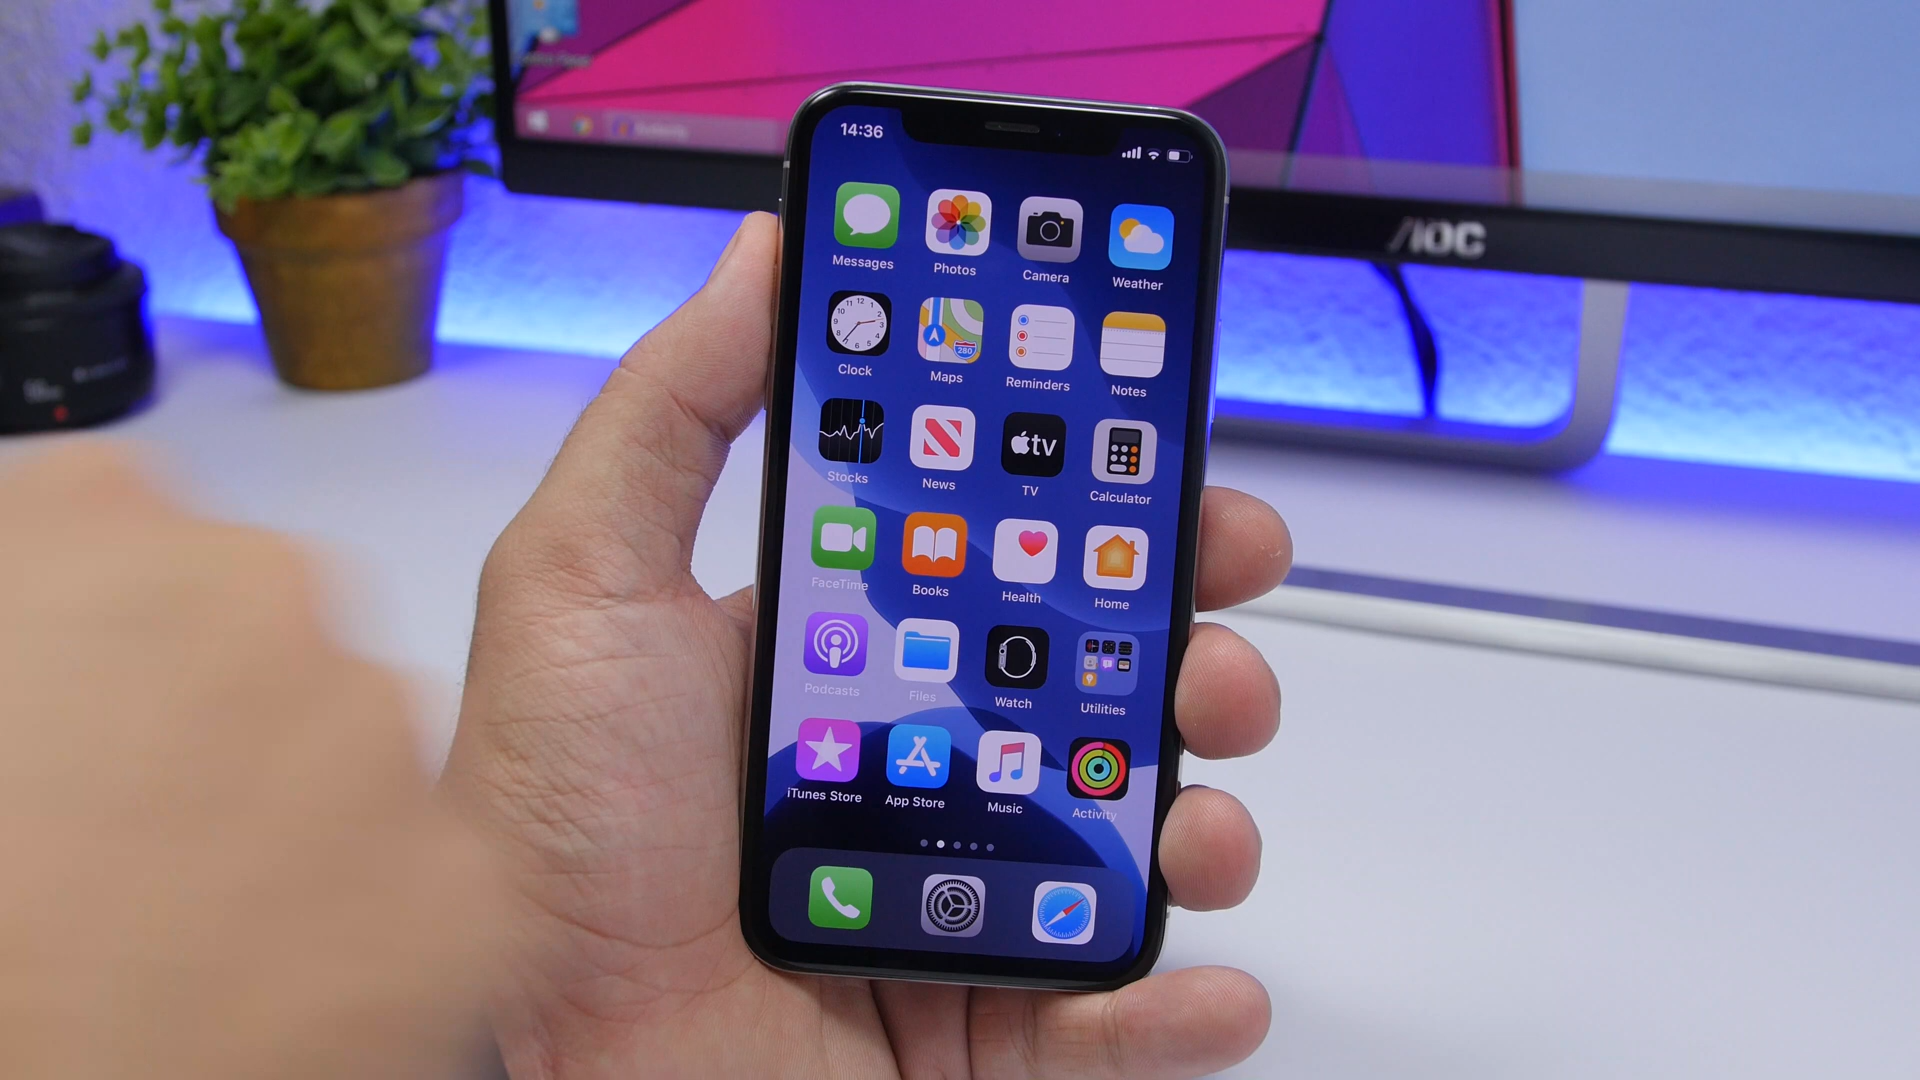 AOC
14:36
Messages
Photos
Camera
Weather
Clock
Maps
280
Reminders
Notes
Stocks
News
tv
TV
Calculator
FaceTime
Books
Health
Home
Podcasts
Files
Watch
Utilities
iTunes Store
App Store
Music
Activity